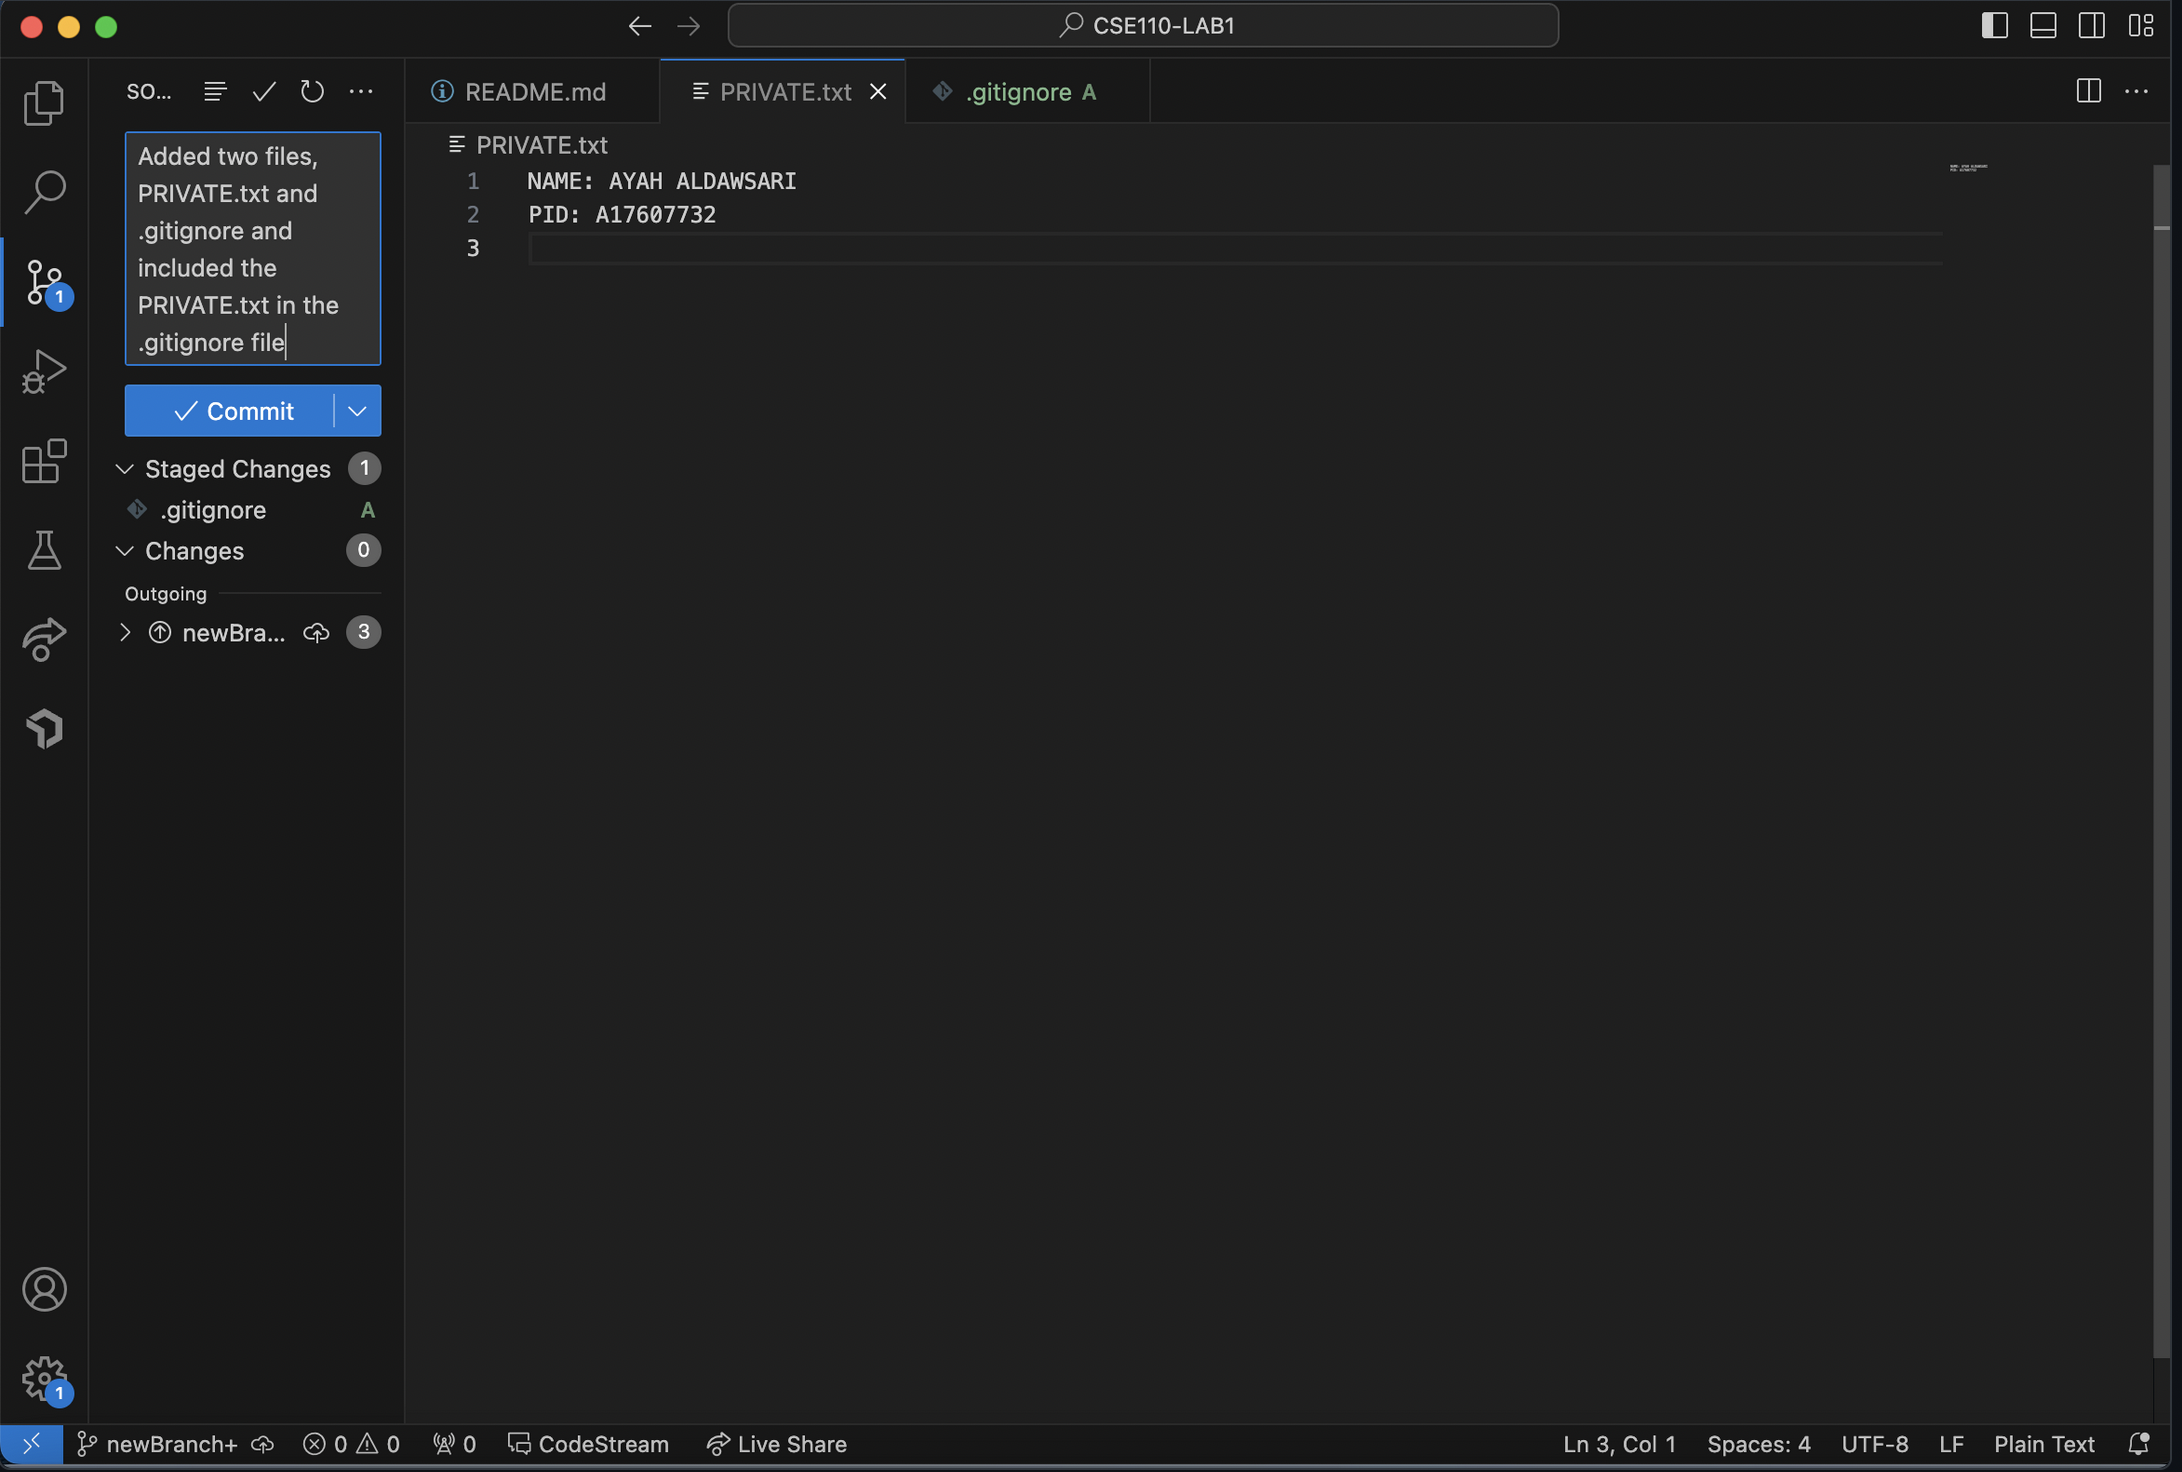 CSE110-LAB1
SO...
README.md
PRIVATE.txt
.gitignore A
Added two files,
PRIVATE.txt and
.gitignore and
included the
PRIVATE.txt in the
.gitignore file
Commit
Staged Changes 1
.gitignore A
Changes 0
Outgoing
newBra... 3
PRIVATE.txt
1 NAME: AYAH ALDAWSARI
2 PID: A17607732
3
1
1
newBranch+ 0 0 0 CodeStream Live Share
Ln 3, Col 1 Spaces: 4 UTF-8 LF Plain Text